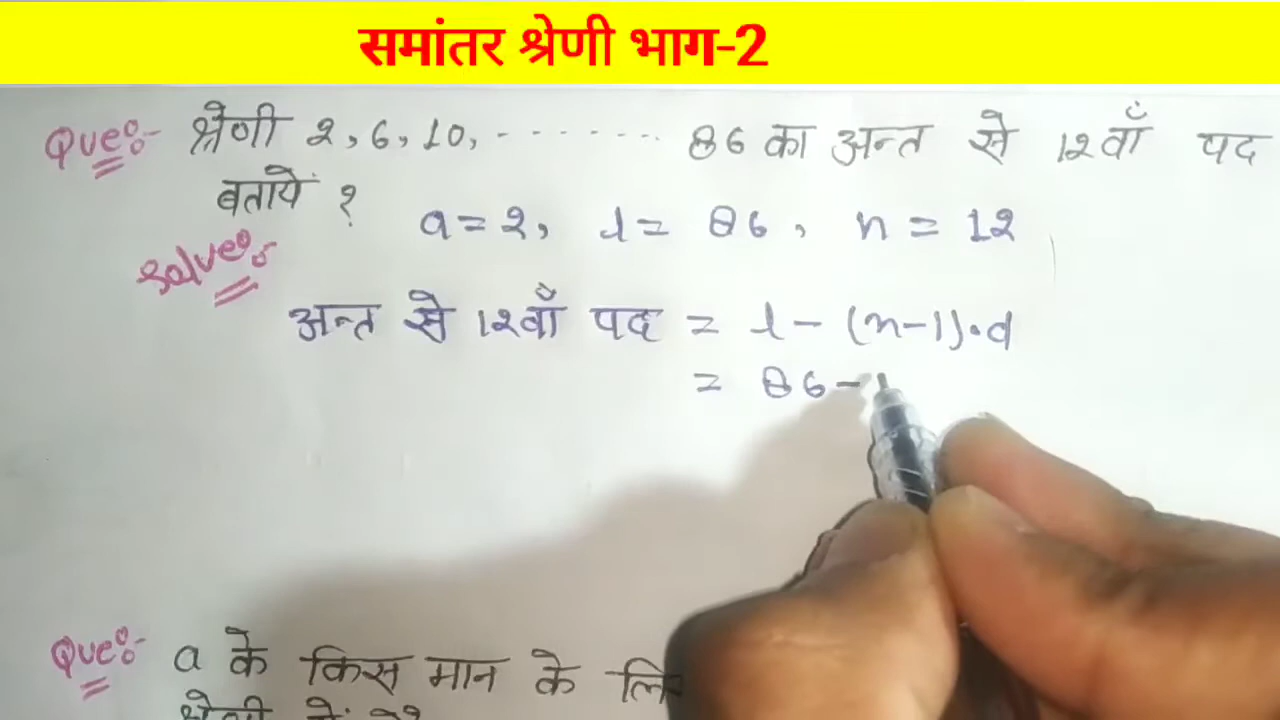 समांतर श्रेणी भाग-2
Que:- श्रेणी 2, 6, 10, - - - - - - - - 86 का अन्त से 12वाँ पद
बतायें ?
a = 2, l = 86, n = 12
Solve:
अन्त से 12वाँ पद = l - (n-1)·d
= 86 -
Que:- a के किस मान के